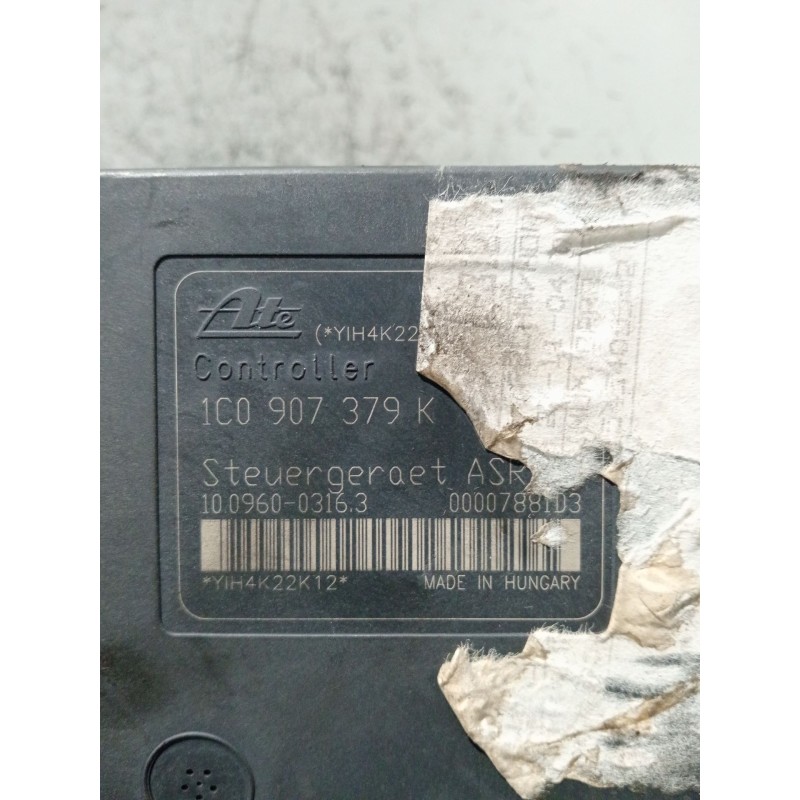 Ate
(*YIH4K22
Controller
1C0 907 379 K
Steuergeraet ASR
10.0960-0316.3 00007881D3
*YIH4K22K12* MADE IN HUNGARY